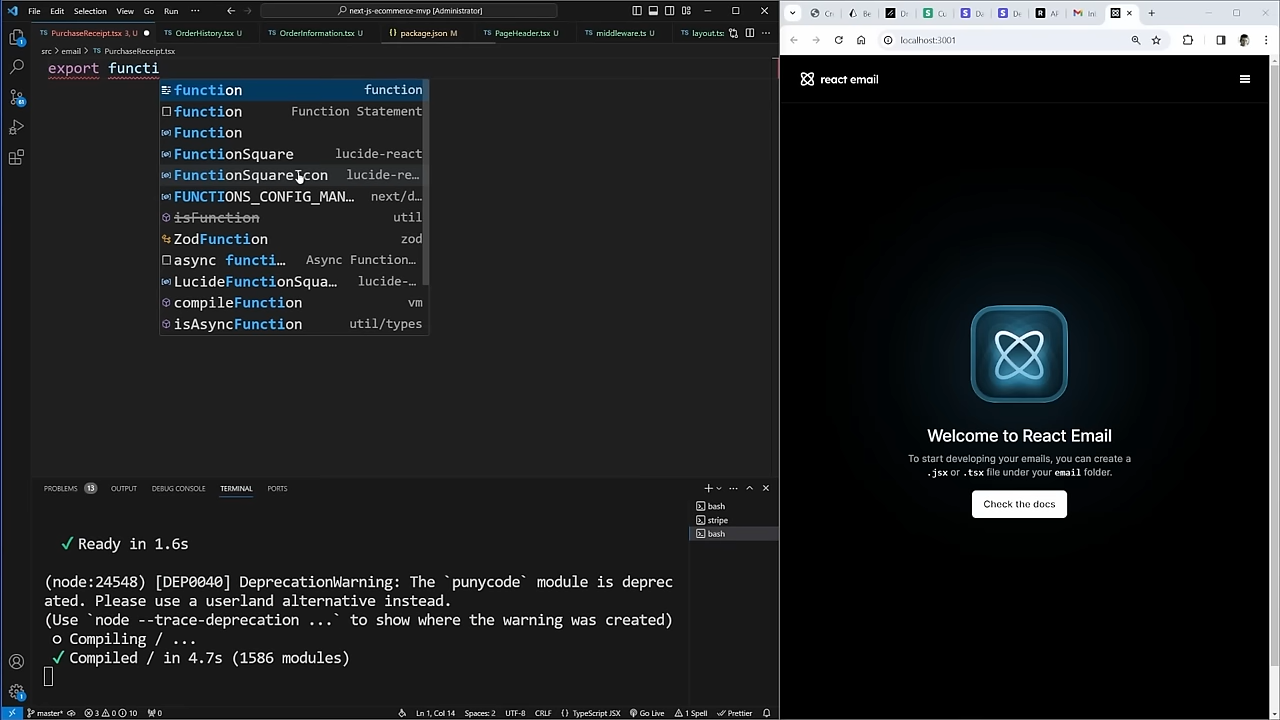 File Edit Selection View Go Run ··· next-js-ecommerce-mvp [Administrator]
PurchaseReceipt.tsx 3, U OrderHistory.tsx U OrderInformation.tsx U package.json M PageHeader.tsx U middleware.ts U layout.ts
src > email > PurchaseReceipt.tsx
export functi
function function
function Function Statement
Function
FunctionSquare lucide-react
FunctionSquareIcon lucide-re…
FUNCTIONS_CONFIG_MAN… next/d…
isFunction util
ZodFunction zod
async functi… Async Function…
LucideFunctionSqua… lucide-…
compileFunction vm
isAsyncFunction util/types
PROBLEMS 13 OUTPUT DEBUG CONSOLE TERMINAL PORTS
bash
stripe
bash
✓ Ready in 1.6s
(node:24548) [DEP0040] DeprecationWarning: The `punycode` module is deprec
ated. Please use a userland alternative instead.
(Use `node --trace-deprecation ...` to show where the warning was created)
○ Compiling / ...
✓ Compiled / in 4.7s (1586 modules)
master* 3 0 10 0 Ln 1, Col 14 Spaces: 2 UTF-8 CRLF {} TypeScript JSX Go Live 1 Spell Prettier
localhost:3001
react email
Welcome to React Email
To start developing your emails, you can create a
.jsx or .tsx file under your email folder.
Check the docs